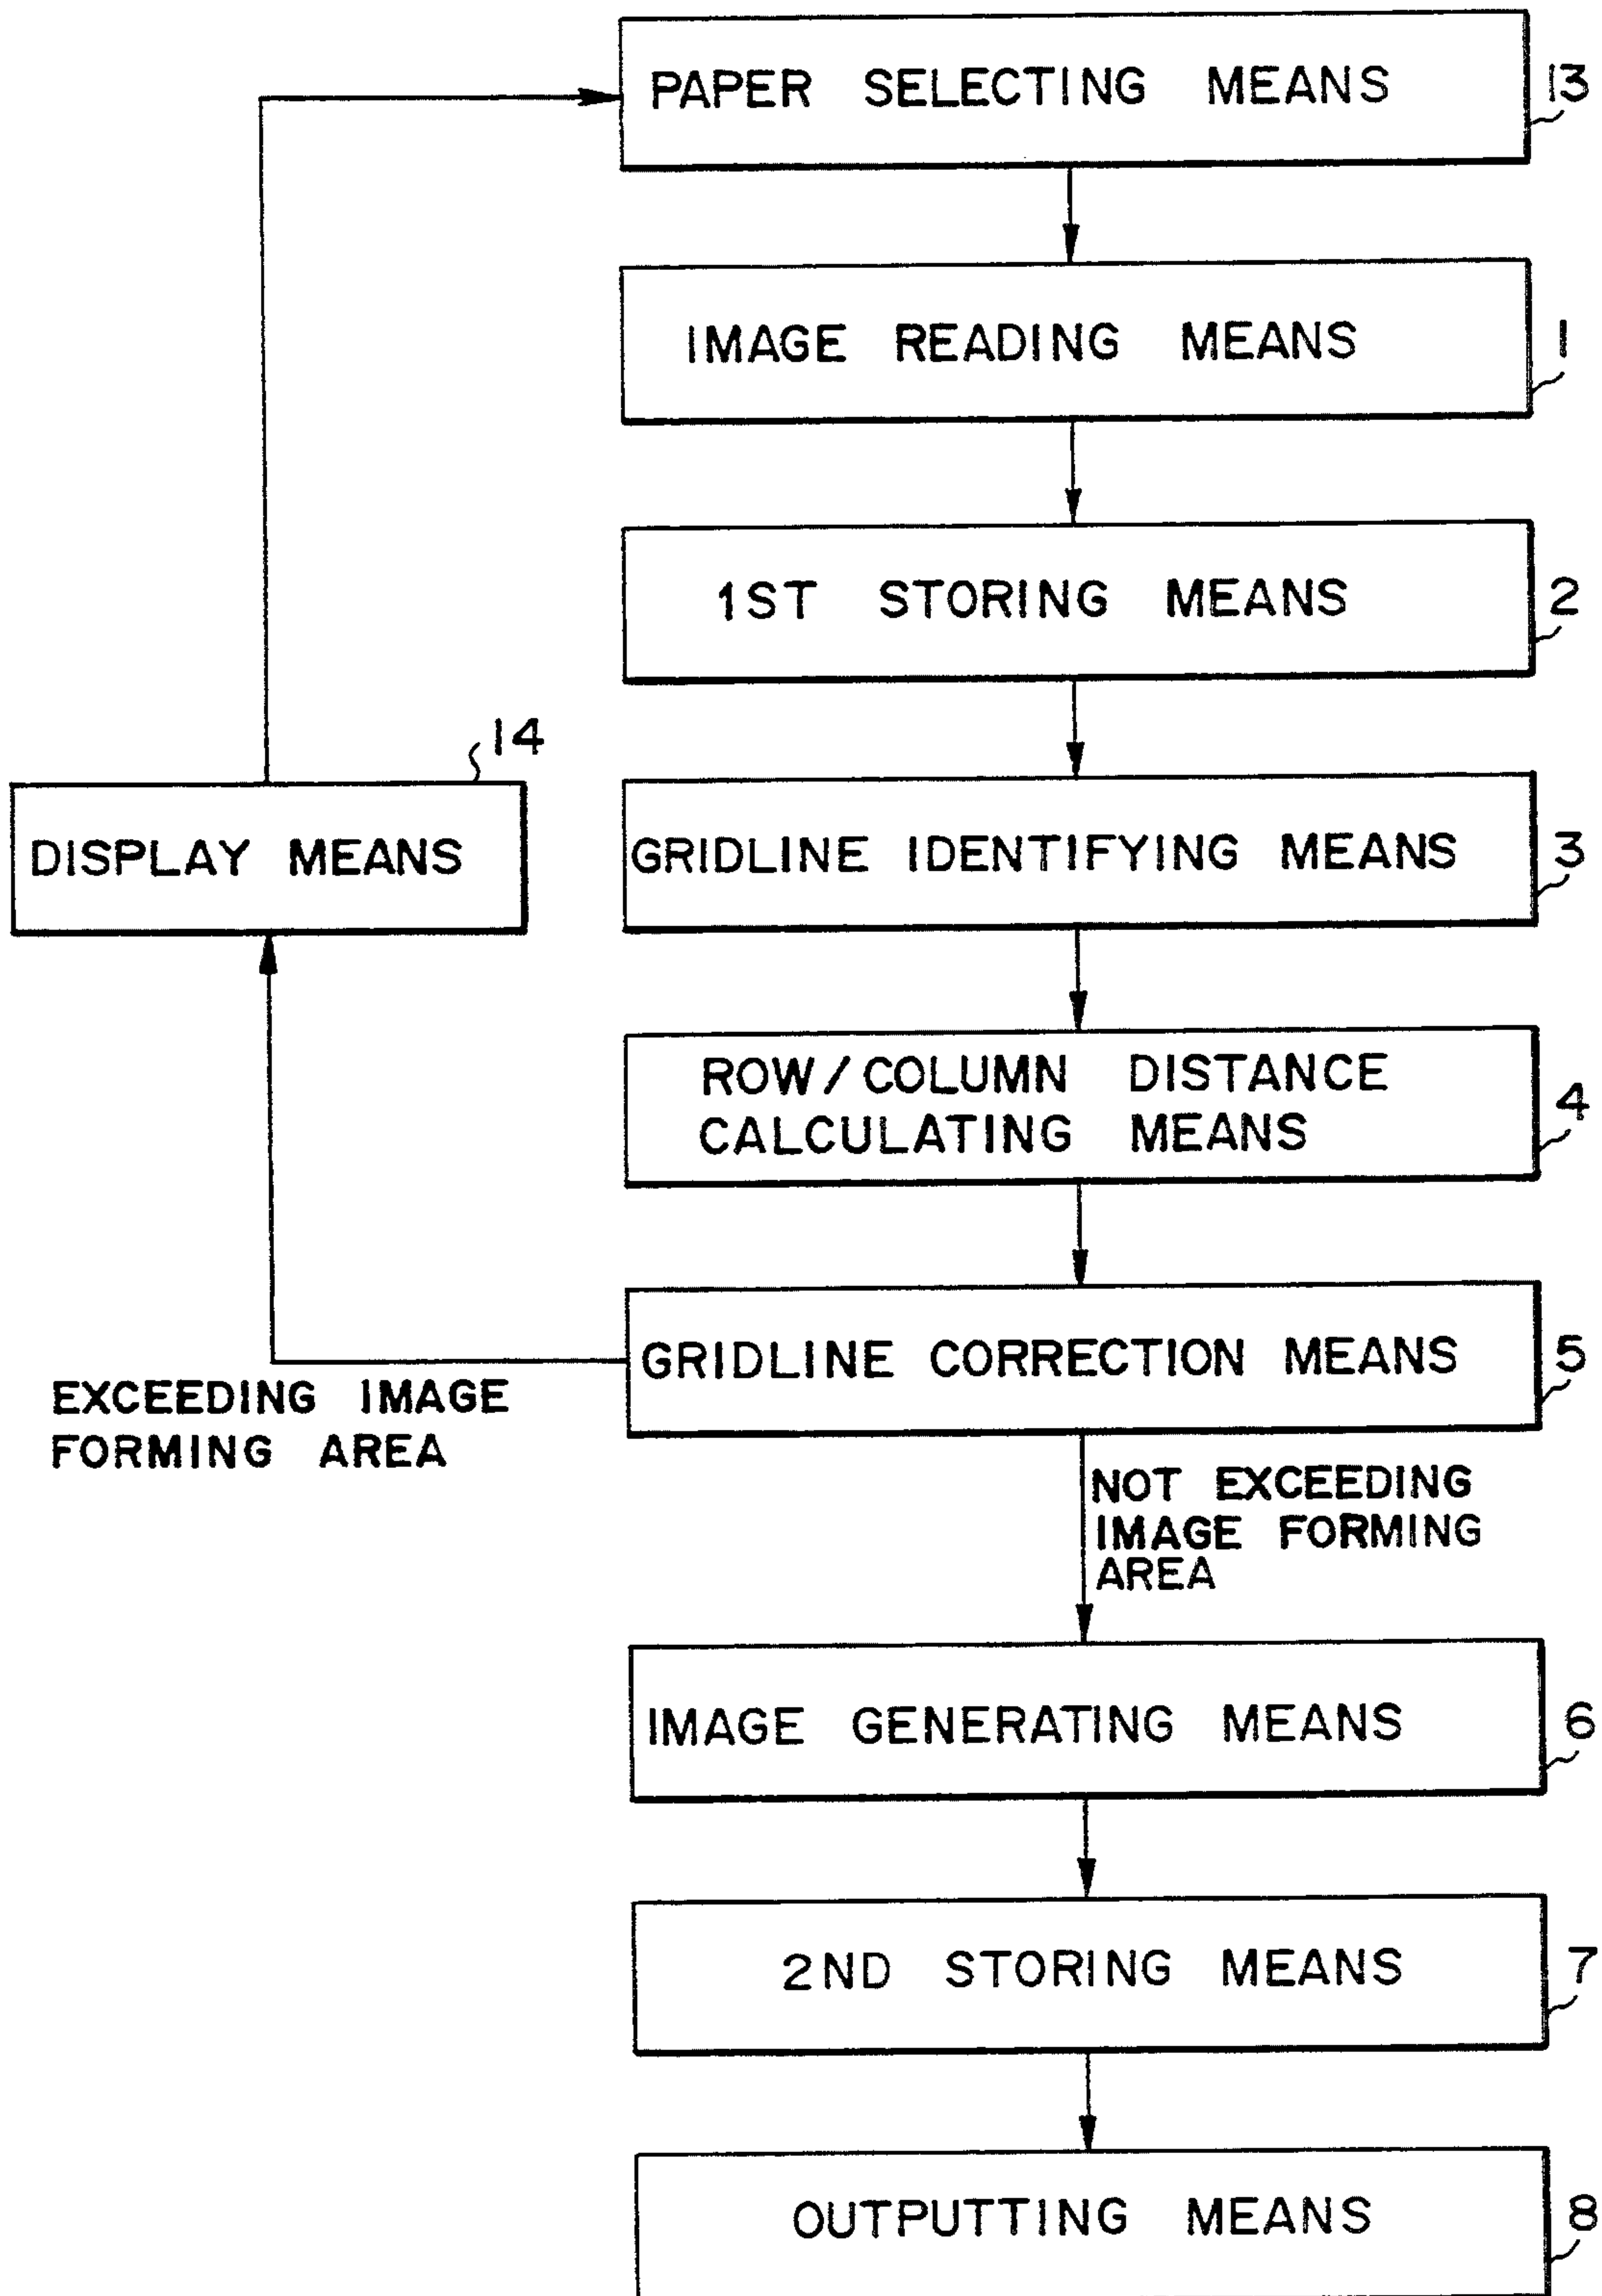 PAPER SELECTING MEANS
13
IMAGE READING MEANS
1
1ST STORING MEANS
2
14
DISPLAY MEANS
GRIDLINE IDENTIFYING MEANS
3
ROW/COLUMN DISTANCE
CALCULATING MEANS
4
GRIDLINE CORRECTION MEANS
5
EXCEEDING IMAGE
FORMING AREA
NOT EXCEEDING
IMAGE FORMING
AREA
IMAGE GENERATING MEANS
6
2ND STORING MEANS
7
OUTPUTTING MEANS
8